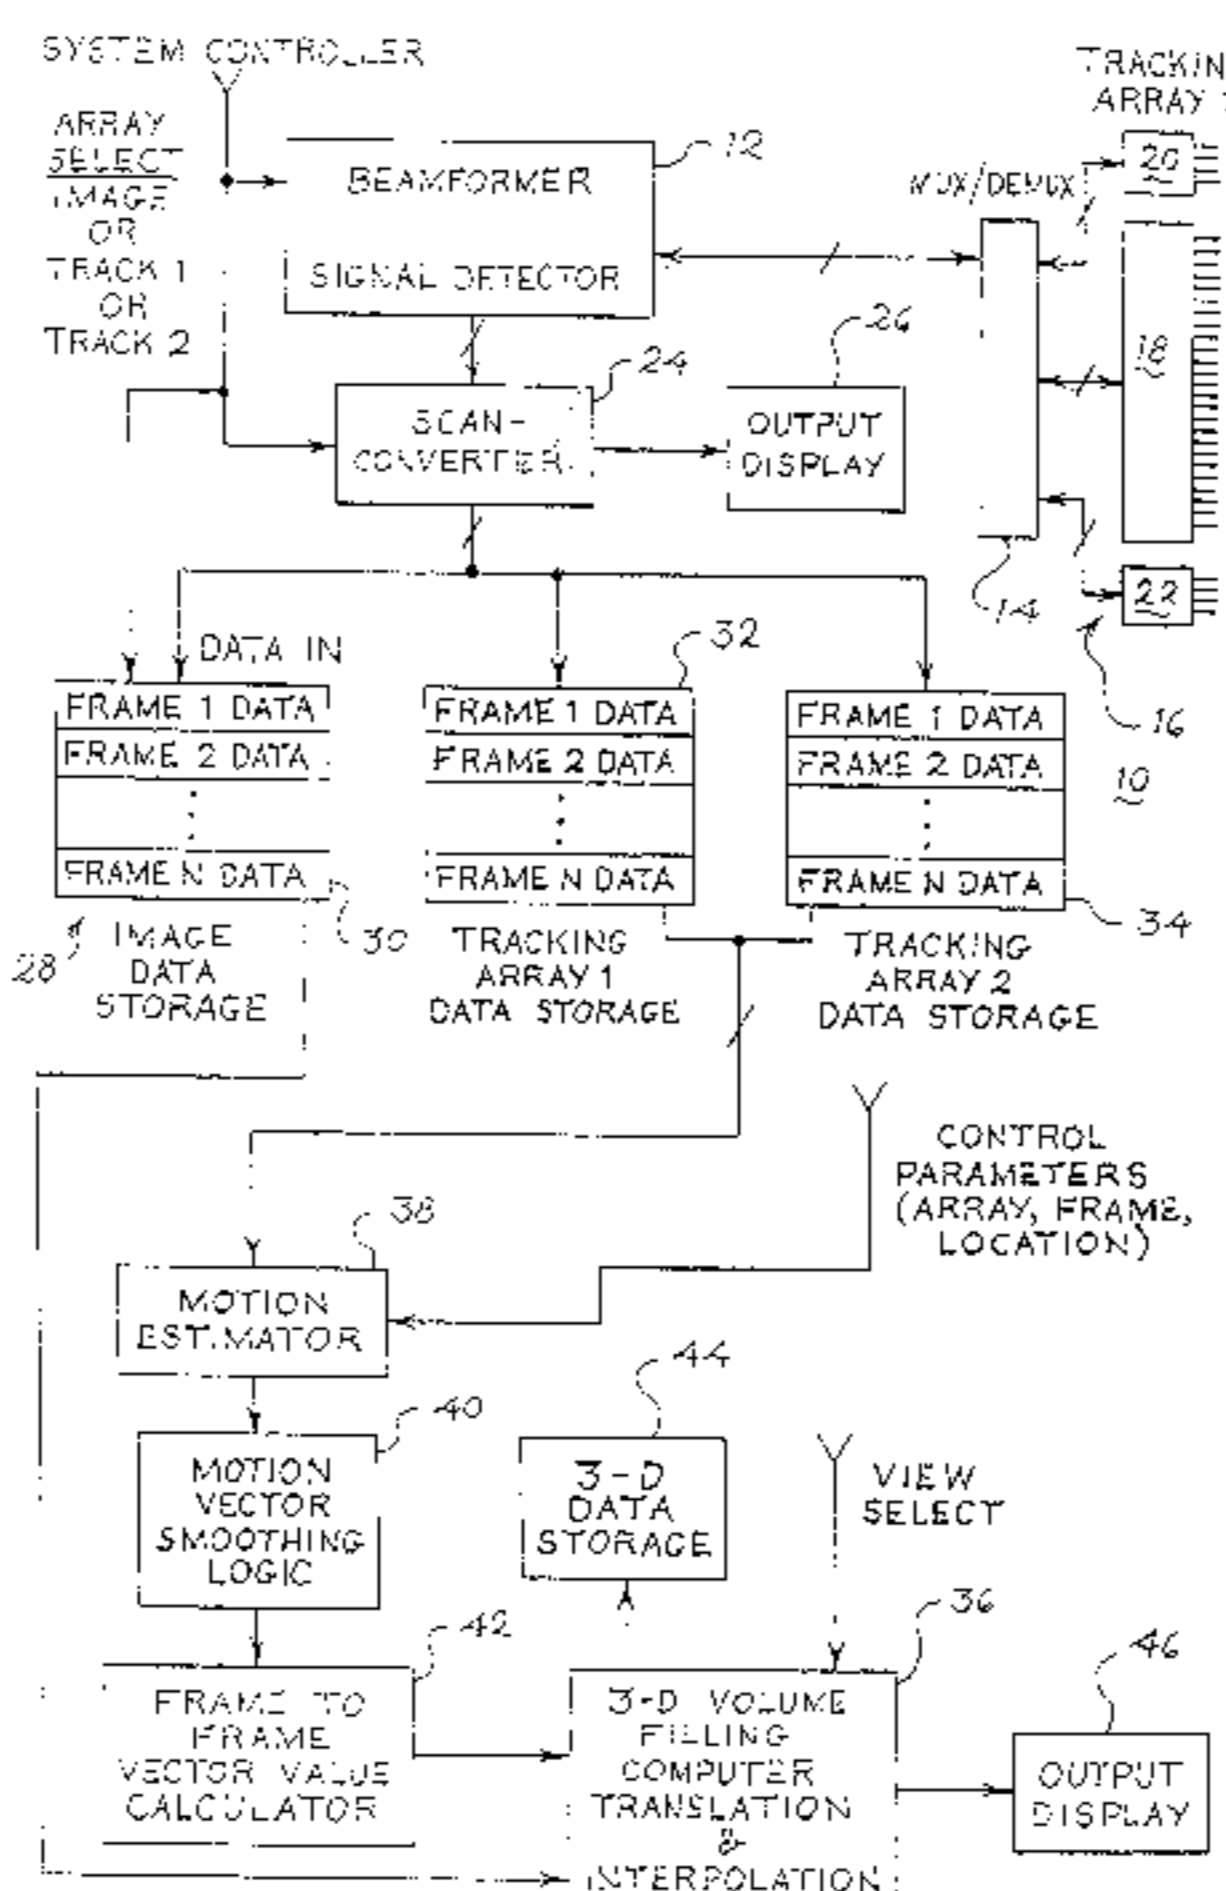 SYSTEM CONTROLLER
ARRAY
SELECT
IMAGE
OR
TRACK 1
OR
TRACK 2
BEAMFORMER
SIGNAL DETECTOR
12
MUX/DEMUX
TRACKIN
ARRAY
20
18
22
14
16
10
SCAN-
CONVERTER
24
OUTPUT
DISPLAY
26
DATA IN
FRAME 1 DATA
FRAME 2 DATA
FRAME N DATA
28
30
IMAGE
DATA
STORAGE
32
FRAME 1 DATA
FRAME 2 DATA
FRAME N DATA
TRACKING
ARRAY 1
DATA STORAGE
FRAME 1 DATA
FRAME 2 DATA
FRAME N DATA
34
TRACKING
ARRAY 2
DATA STORAGE
CONTROL
PARAMETERS
(ARRAY, FRAME,
LOCATION)
38
MOTION
ESTIMATOR
40
MOTION
VECTOR
SMOOTHING
LOGIC
44
3-D
DATA
STORAGE
VIEW
SELECT
42
FRAME TO
FRAME
VECTOR VALUE
CALCULATOR
36
3-D VOLUME
FILLING
COMPUTER
TRANSLATION
&
INTERPOLATION
46
OUTPUT
DISPLAY